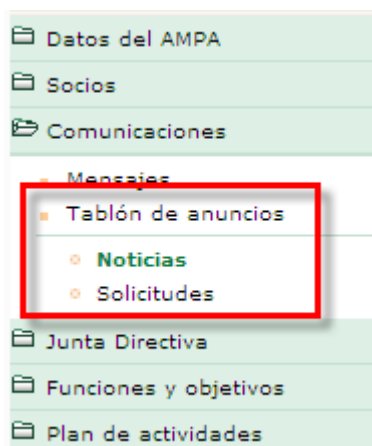 Datos del AMPA
Socios
Comunicaciones
Mensajes
Tablón de anuncios
Noticias
Solicitudes
Junta Directiva
Funciones y objetivos
Plan de actividades